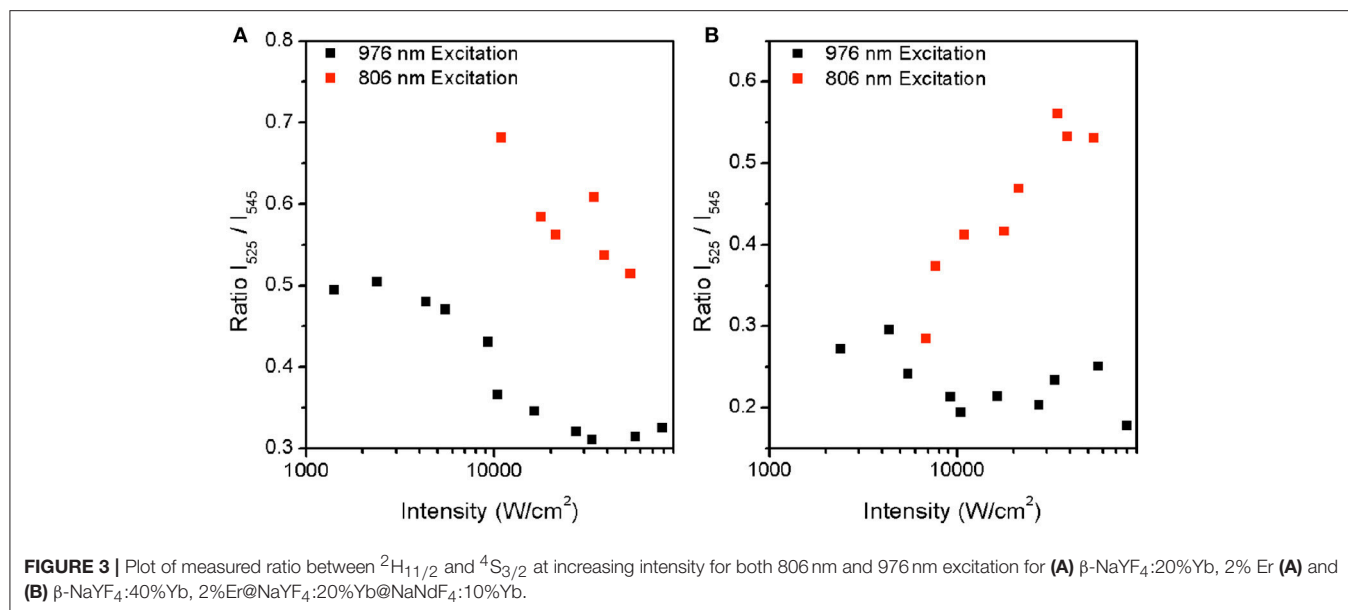 A
976 nm Excitation
806 nm Excitation
Ratio I525 / I545
0.8
0.7
0.6
0.5
0.4
0.3
1000
10000
Intensity (W/cm²)
B
976 nm Excitation
806 nm Excitation
Ratio I525 / I545
0.6
0.5
0.4
0.3
0.2
1000
10000
Intensity (W/cm²)
FIGURE 3 | Plot of measured ratio between ²H11/2 and ⁴S3/2 at increasing intensity for both 806 nm and 976 nm excitation for (A) β-NaYF4:20%Yb, 2% Er (A) and
(B) β-NaYF4:40%Yb, 2%Er@NaYF4:20%Yb@NaNdF4:10%Yb.